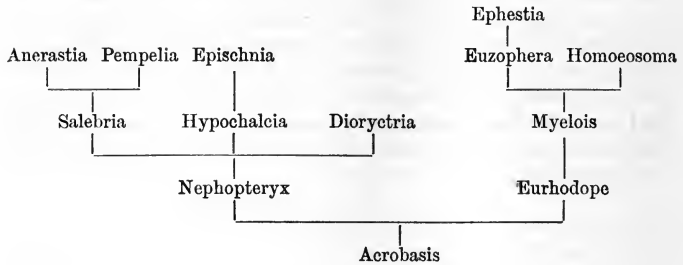 Ephestia
Anerastia Pempelia Epischnia Euzophera Homoeosoma
Salebria Hypochalcia Dioryctria Myelois
Nephopteryx Eurhodope
Acrobasis